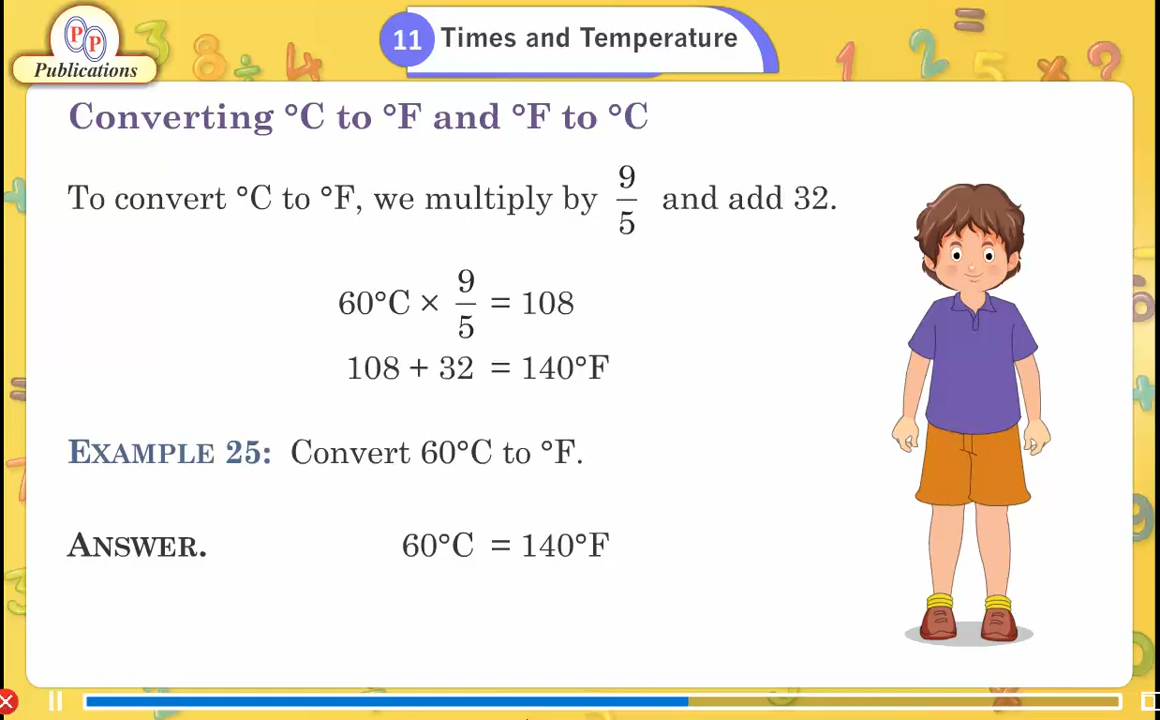 P P
Publications
11 Times and Temperature
Converting °C to °F and °F to °C
To convert °C to °F, we multiply by 9/5 and add 32.
60°C × 9/5 = 108
108 + 32 = 140°F
EXAMPLE 25: Convert 60°C to °F.
ANSWER. 60°C = 140°F